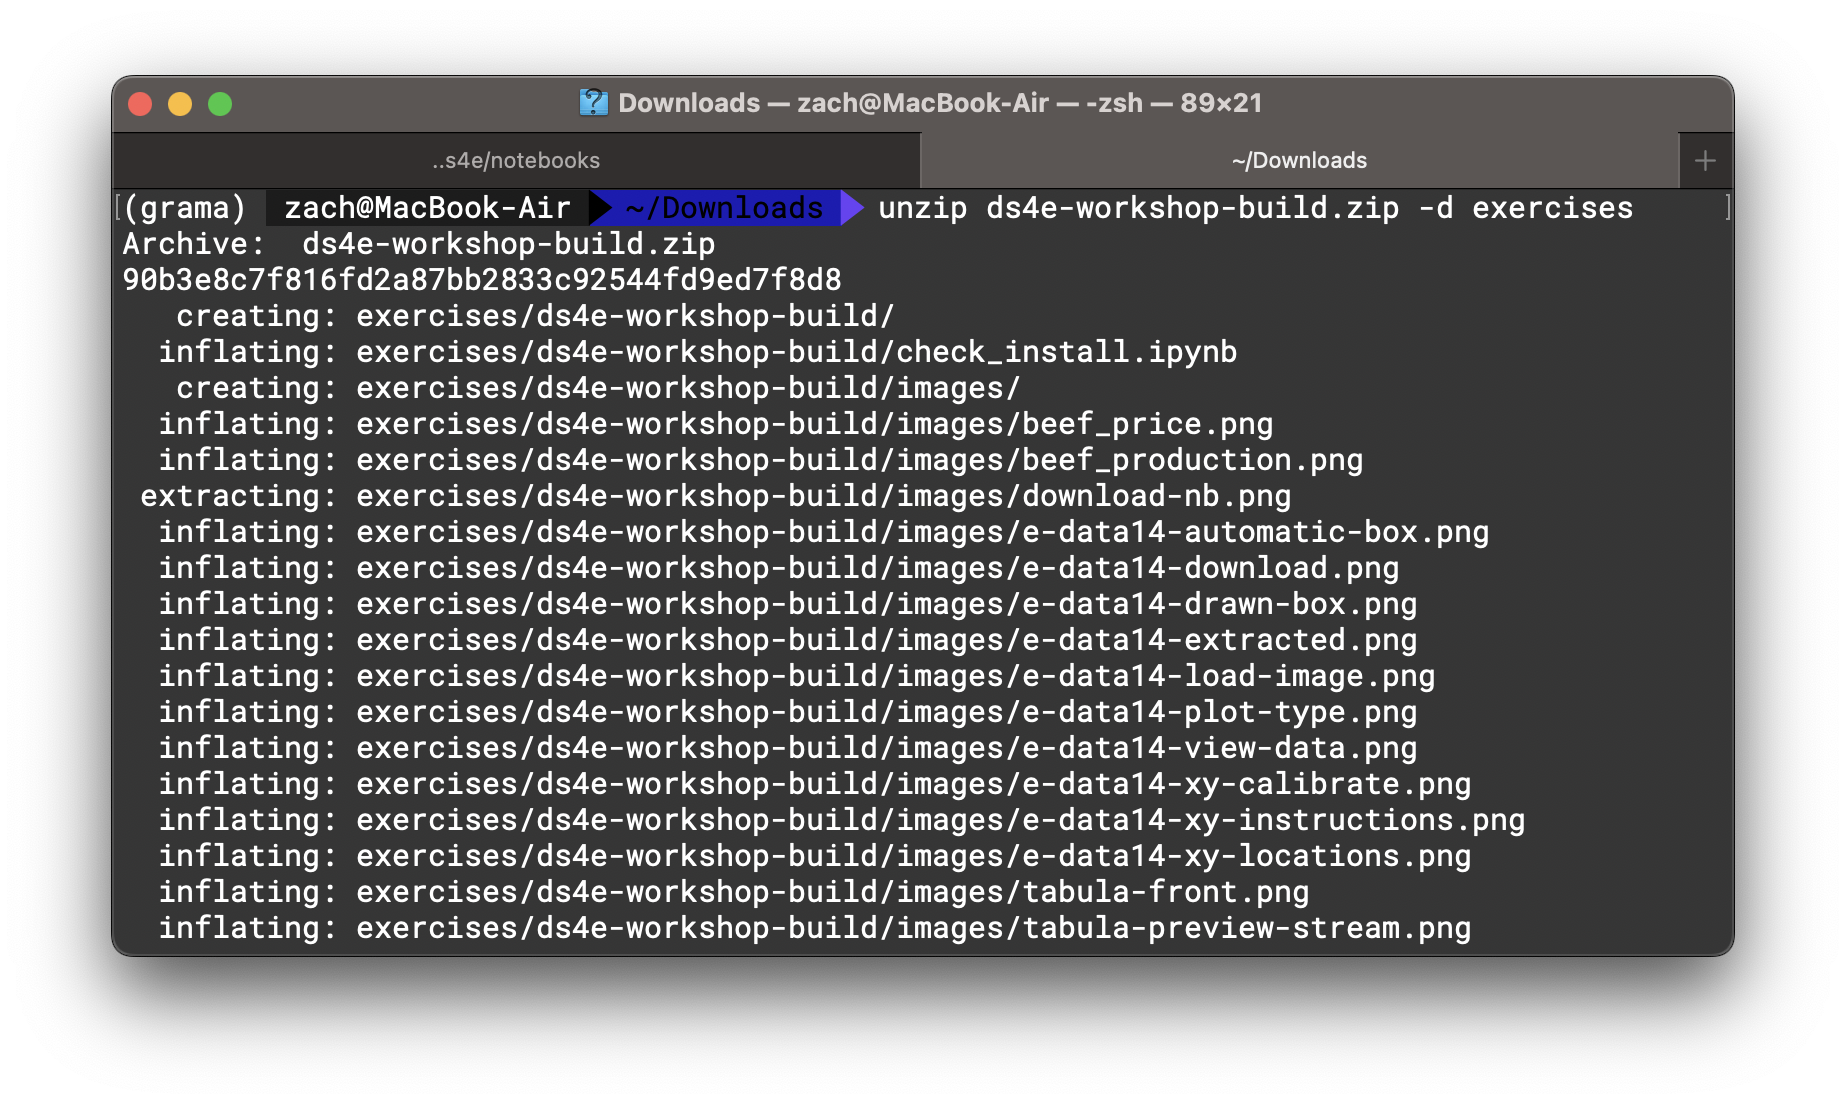 Downloads — zach@MacBook-Air — -zsh — 89×21
..s4e/notebooks
~/Downloads
(grama) zach@MacBook-Air ~/Downloads unzip ds4e-workshop-build.zip -d exercises
Archive:  ds4e-workshop-build.zip
90b3e8c7f816fd2a87bb2833c92544fd9ed7f8d8
   creating: exercises/ds4e-workshop-build/
  inflating: exercises/ds4e-workshop-build/check_install.ipynb
   creating: exercises/ds4e-workshop-build/images/
  inflating: exercises/ds4e-workshop-build/images/beef_price.png
  inflating: exercises/ds4e-workshop-build/images/beef_production.png
 extracting: exercises/ds4e-workshop-build/images/download-nb.png
  inflating: exercises/ds4e-workshop-build/images/e-data14-automatic-box.png
  inflating: exercises/ds4e-workshop-build/images/e-data14-download.png
  inflating: exercises/ds4e-workshop-build/images/e-data14-drawn-box.png
  inflating: exercises/ds4e-workshop-build/images/e-data14-extracted.png
  inflating: exercises/ds4e-workshop-build/images/e-data14-load-image.png
  inflating: exercises/ds4e-workshop-build/images/e-data14-plot-type.png
  inflating: exercises/ds4e-workshop-build/images/e-data14-view-data.png
  inflating: exercises/ds4e-workshop-build/images/e-data14-xy-calibrate.png
  inflating: exercises/ds4e-workshop-build/images/e-data14-xy-instructions.png
  inflating: exercises/ds4e-workshop-build/images/e-data14-xy-locations.png
  inflating: exercises/ds4e-workshop-build/images/tabula-front.png
  inflating: exercises/ds4e-workshop-build/images/tabula-preview-stream.png